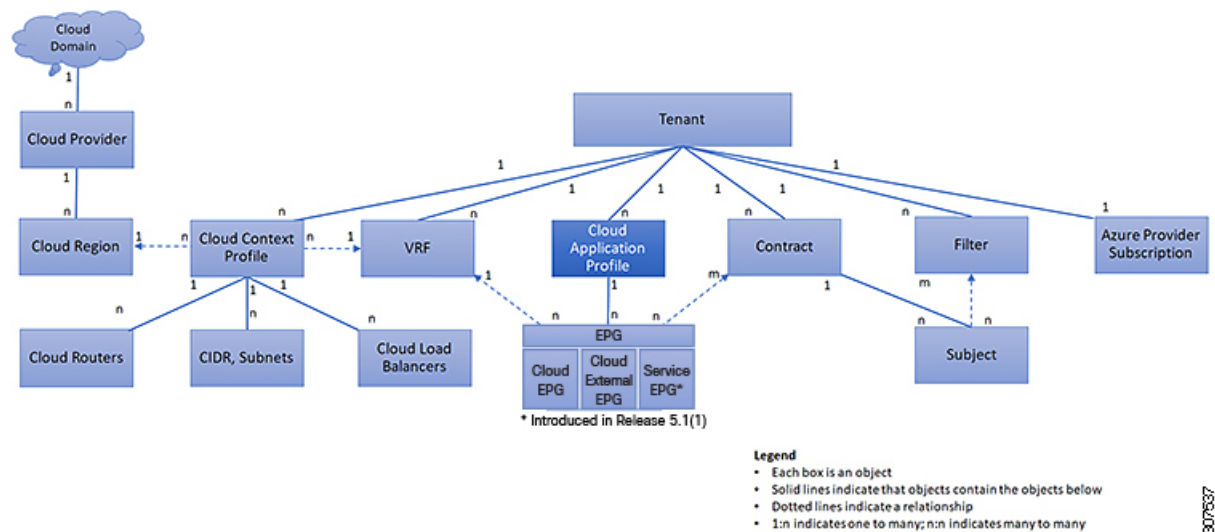 Cloud
Domain
1
n
Cloud Provider
Tenant
1
1
1
1
1
1
1
n
n
n
n
n
n
1
Cloud Region
1
n
Cloud Context
Profile
n
1
VRF
Cloud
Application
Profile
Contract
Filter
Azure Provider
Subscription
1
1
1
1
1
m
1
m
n
n
n
n
n
n
n
n
Cloud Routers
CIDR, Subnets
Cloud Load
Balancers
EPG
Cloud
EPG
Cloud
External
EPG
Service
EPG*
Subject
* Introduced in Release 5.1(1)
Legend
• Each box is an object
• Solid lines indicate that objects contain the objects below
• Dotted lines indicate a relationship
• 1:n indicates one to many; n:n indicates many to many